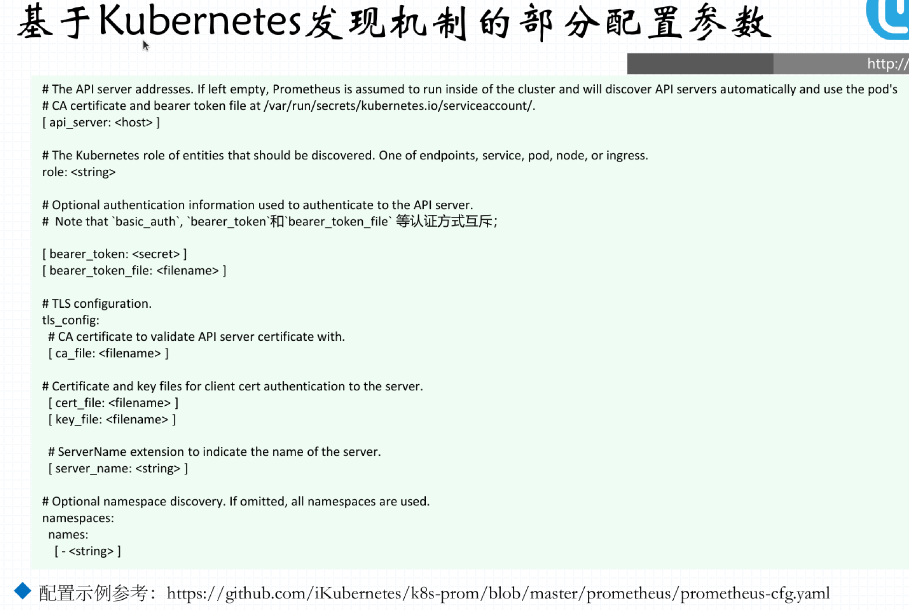 基于Kubernetes发现机制的部分配置参数
http://
# The API server addresses. If left empty, Prometheus is assumed to run inside of the cluster and will discover API servers automatically and use the pod's
# CA certificate and bearer token file at /var/run/secrets/kubernetes.io/serviceaccount/.
[ api_server: <host> ]
# The Kubernetes role of entities that should be discovered. One of endpoints, service, pod, node, or ingress.
role: <string>
# Optional authentication information used to authenticate to the API server.
# Note that `basic_auth`, `bearer_token`和`bearer_token_file` 等认证方式互斥；
[ bearer_token: <secret> ]
[ bearer_token_file: <filename> ]
# TLS configuration.
tls_config:
# CA certificate to validate API server certificate with.
[ ca_file: <filename> ]
# Certificate and key files for client cert authentication to the server.
[ cert_file: <filename> ]
[ key_file: <filename> ]
# ServerName extension to indicate the name of the server.
[ server_name: <string> ]
# Optional namespace discovery. If omitted, all namespaces are used.
namespaces:
names:
[ - <string> ]
配置示例参考：https://github.com/iKubernetes/k8s-prom/blob/master/prometheus/prometheus-cfg.yaml